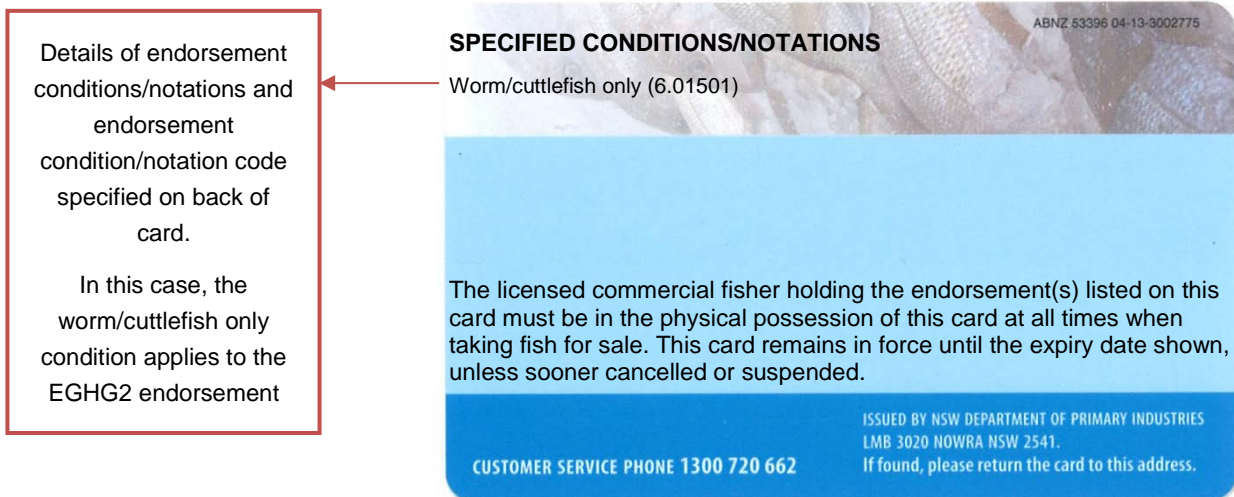 Details of endorsement
conditions/notations and
endorsement
condition/notation code
specified on back of
card.
In this case, the
worm/cuttlefish only
condition applies to the
EGHG2 endorsement
ABNZ 53396 04-13-3002775
SPECIFIED CONDITIONS/NOTATIONS
Worm/cuttlefish only (6.01501)
The licensed commercial fisher holding the endorsement(s) listed on this
card must be in the physical possession of this card at all times when
taking fish for sale. This card remains in force until the expiry date shown,
unless sooner cancelled or suspended.
CUSTOMER SERVICE PHONE 1300 720 662
ISSUED BY NSW DEPARTMENT OF PRIMARY INDUSTRIES
LMB 3020 NOWRA NSW 2541.
If found, please return the card to this address.